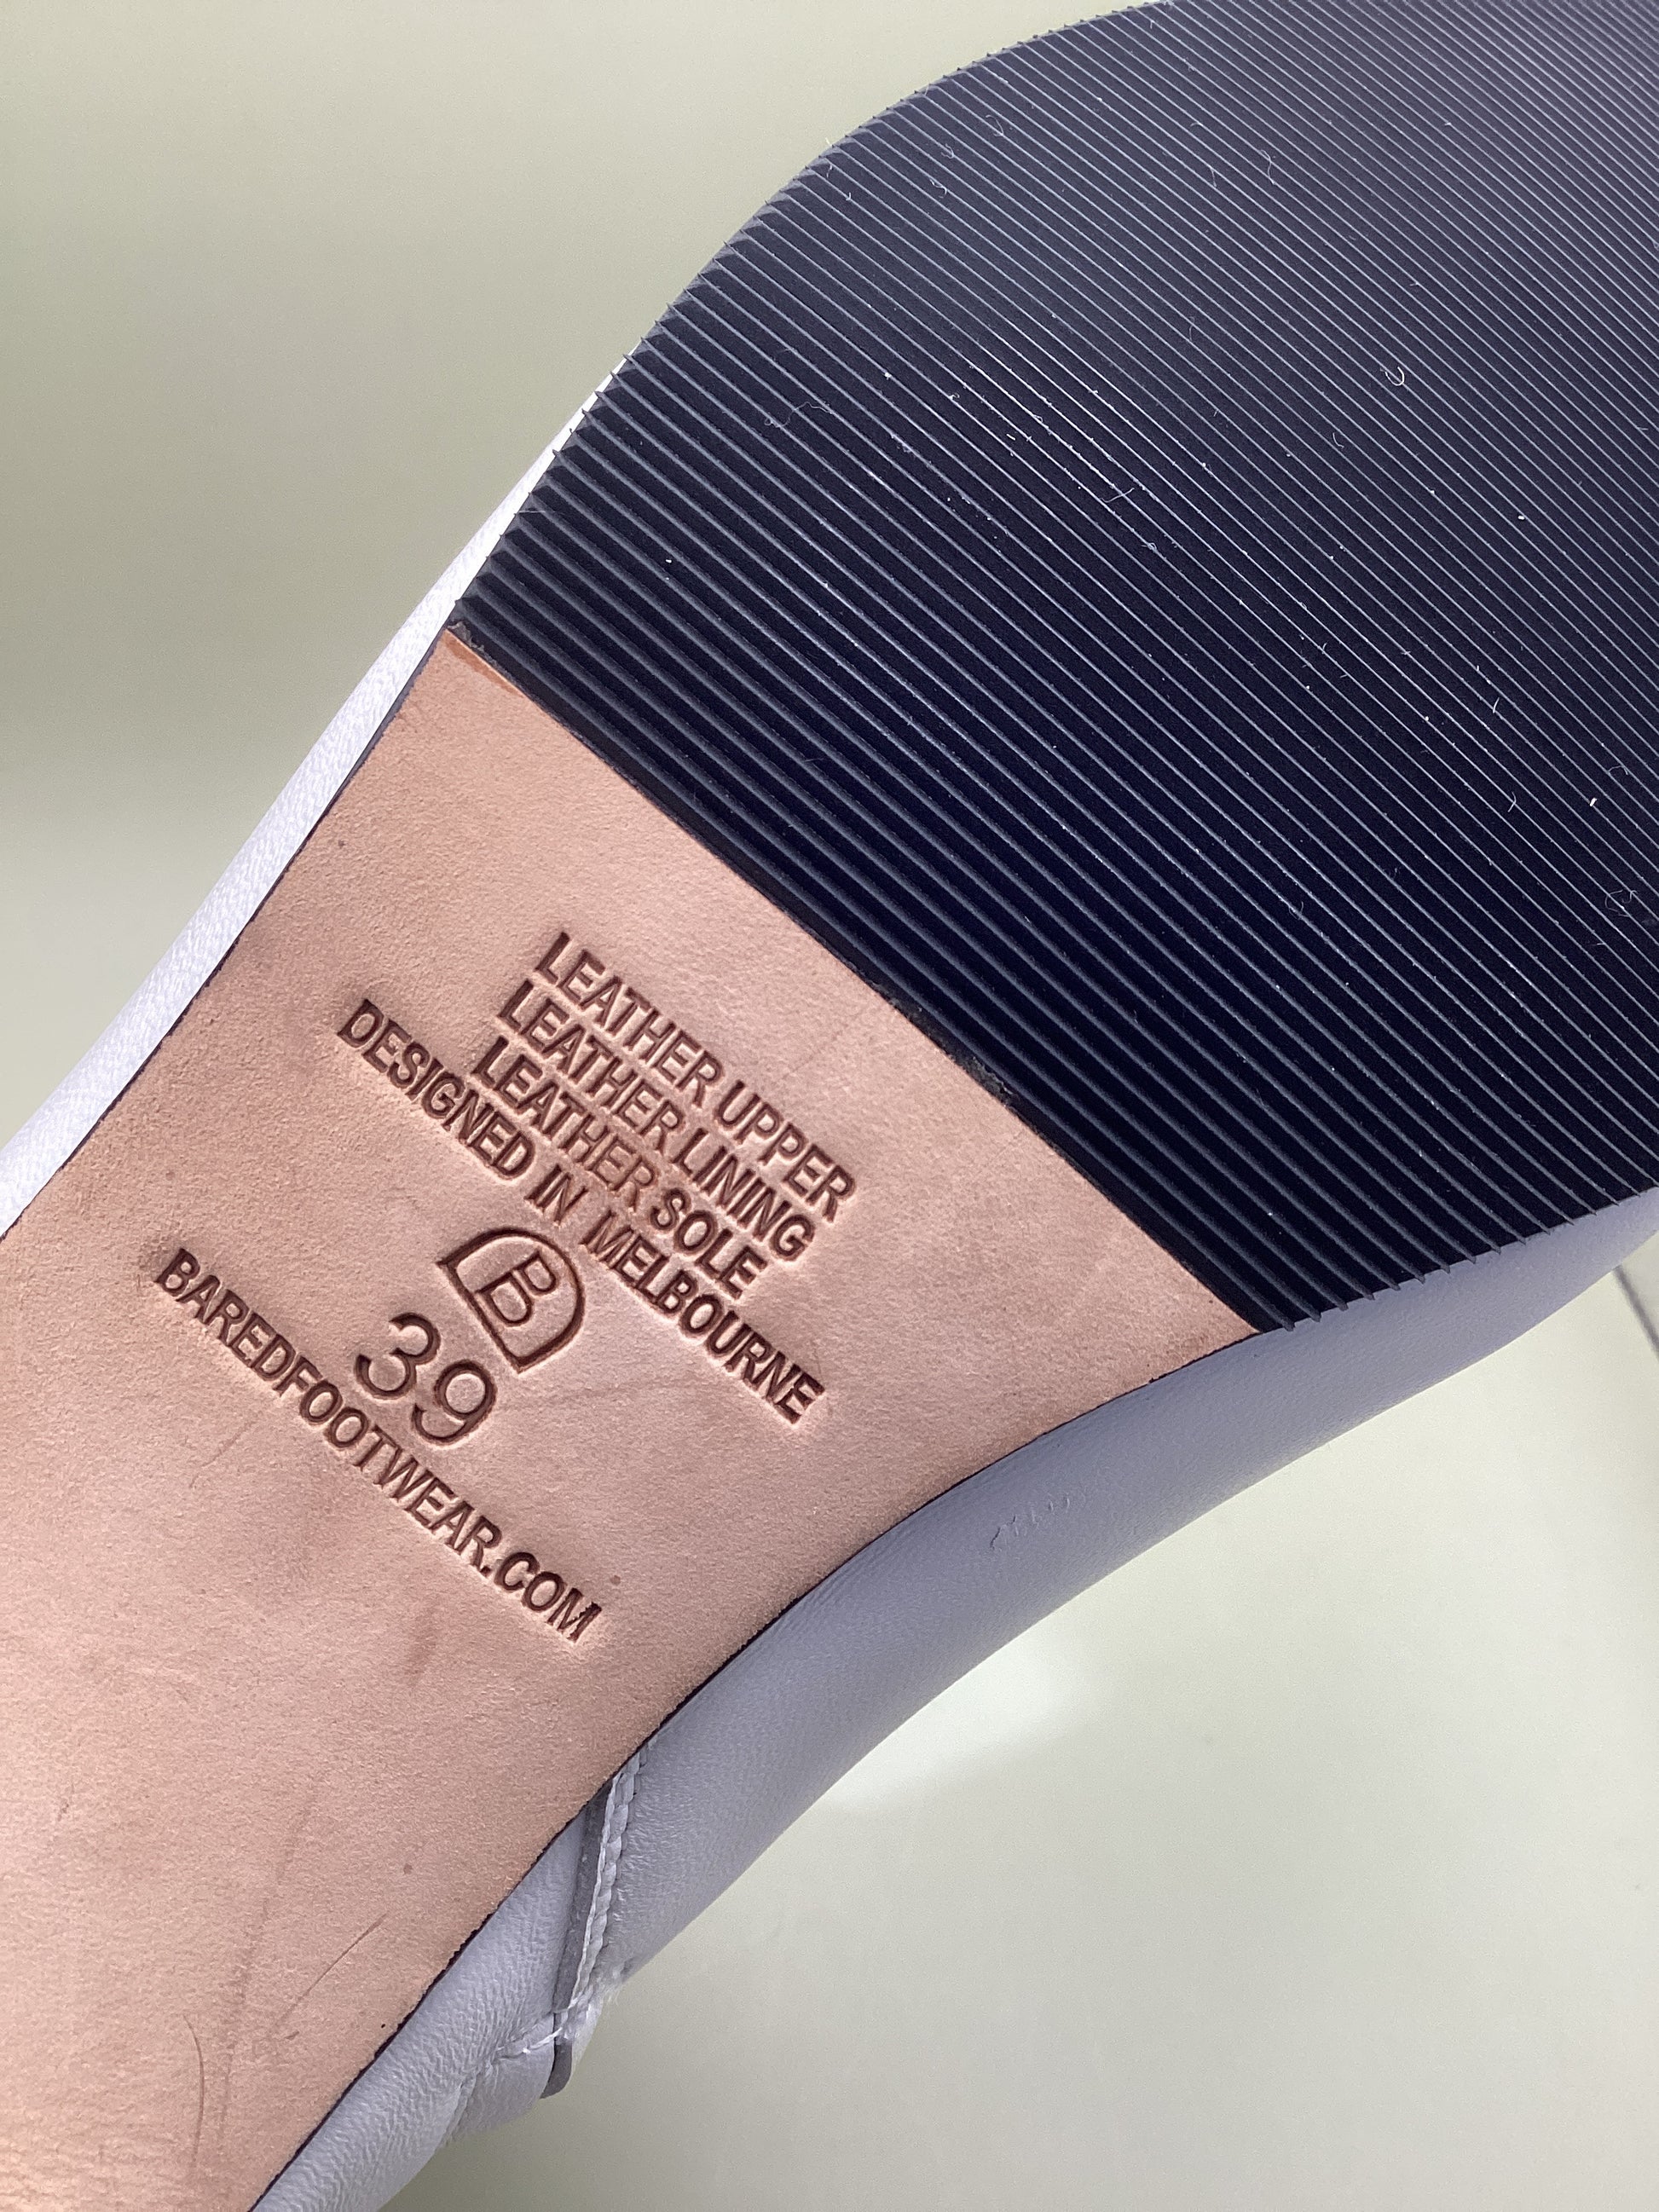 LEATHER UPPER
LEATHER LINING
LEATHER SOLE
DESIGNED IN MELBOURNE
B
39
BAREDFOOTWEAR.COM